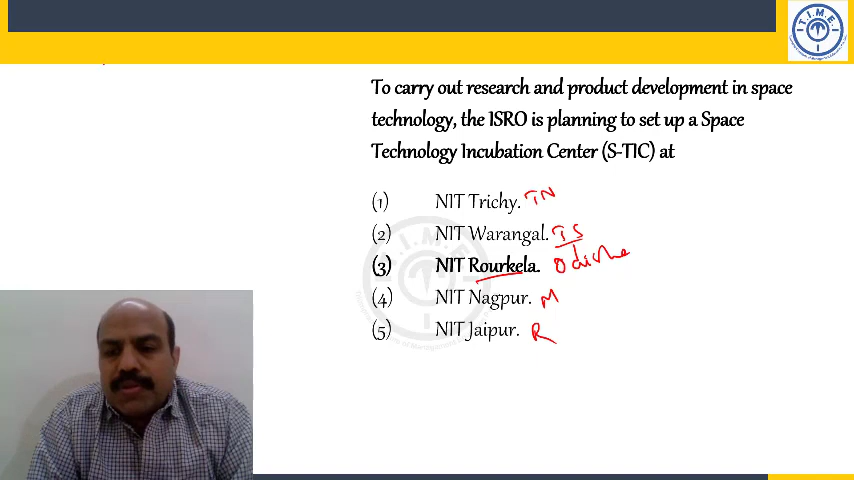 T.I.M.E.
To carry out research and product development in space
technology, the ISRO is planning to set up a Space
Technology Incubation Center (S-TIC) at
(1) NIT Trichy. TN
(2) NIT Warangal. TS
(3) NIT Rourkela. Odisha
(4) NIT Nagpur. M
(5) NIT Jaipur. R